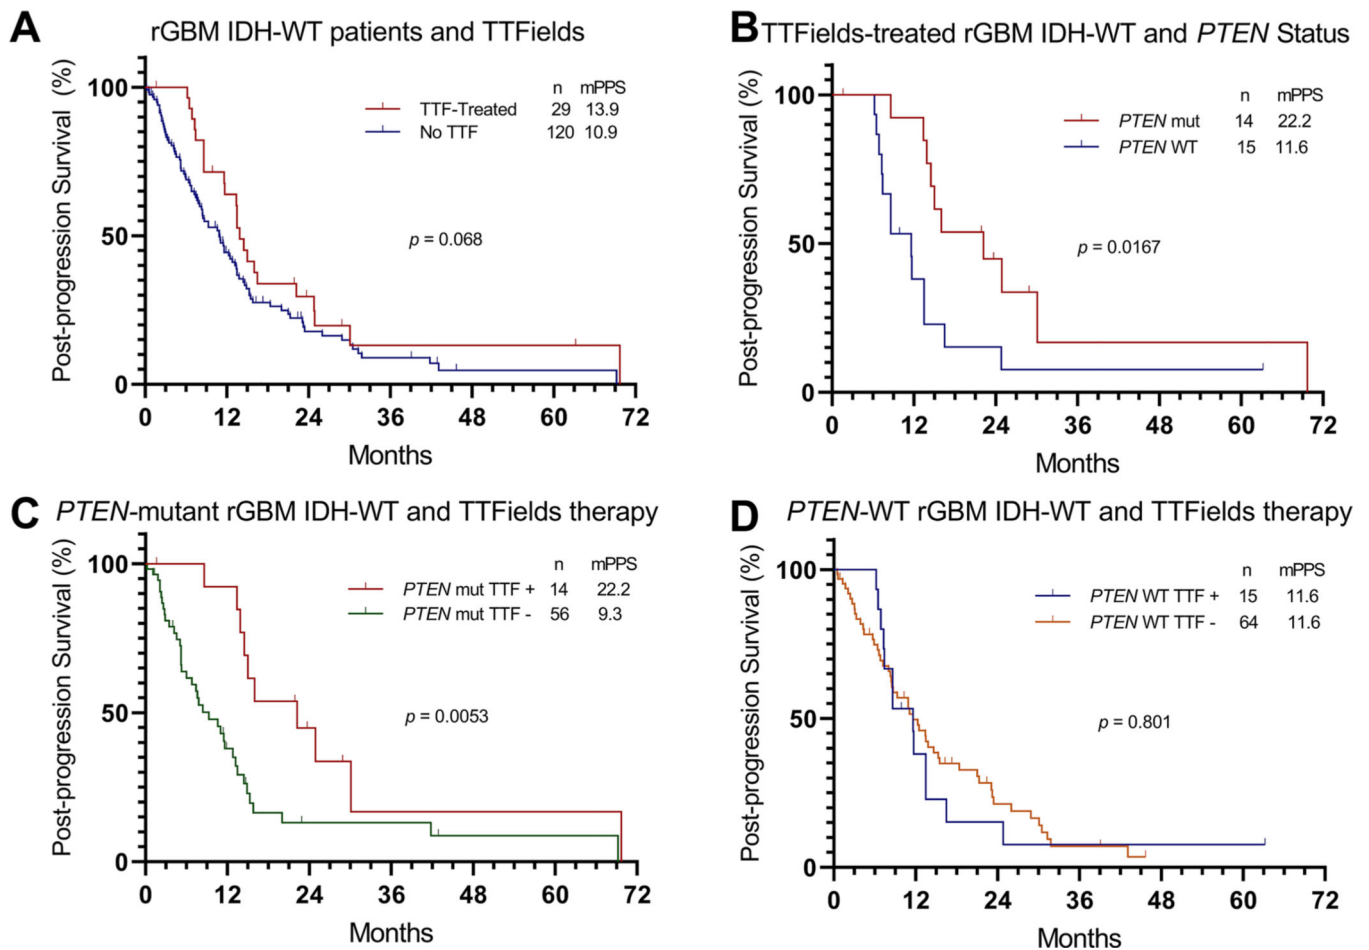 A rGBM IDH-WT patients and TTFields
n mPPS
TTF-Treated 29 13.9
No TTF 120 10.9
p = 0.068
Post-progression Survival (%)
100
50
0
0 12 24 36 48 60 72
Months
B TTFields-treated rGBM IDH-WT and PTEN Status
n mPPS
PTEN mut 14 22.2
PTEN WT 15 11.6
p = 0.0167
Post-progression Survival (%)
100
50
0
0 12 24 36 48 60 72
Months
C PTEN-mutant rGBM IDH-WT and TTFields therapy
n mPPS
PTEN mut TTF + 14 22.2
PTEN mut TTF - 56 9.3
p = 0.0053
Post-progression Survival (%)
100
50
0
0 12 24 36 48 60 72
Months
D PTEN-WT rGBM IDH-WT and TTFields therapy
n mPPS
PTEN WT TTF + 15 11.6
PTEN WT TTF - 64 11.6
p = 0.801
Post-progression Survival (%)
100
50
0
0 12 24 36 48 60 72
Months